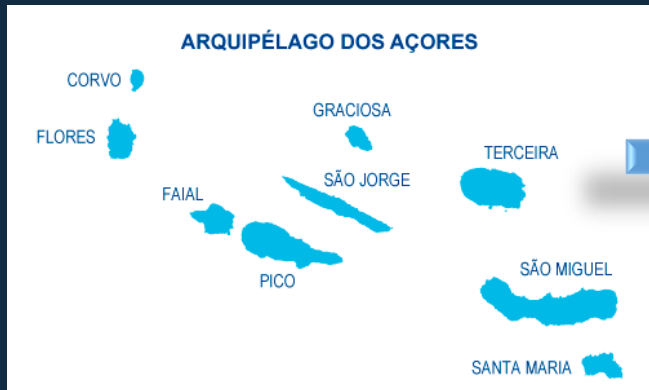 ARQUIPÉLAGO DOS AÇORES
CORVO
GRACIOSA
FLORES
TERCEIRA
SÃO JORGE
FAIAL
PICO
SÃO MIGUEL
SANTA MARIA